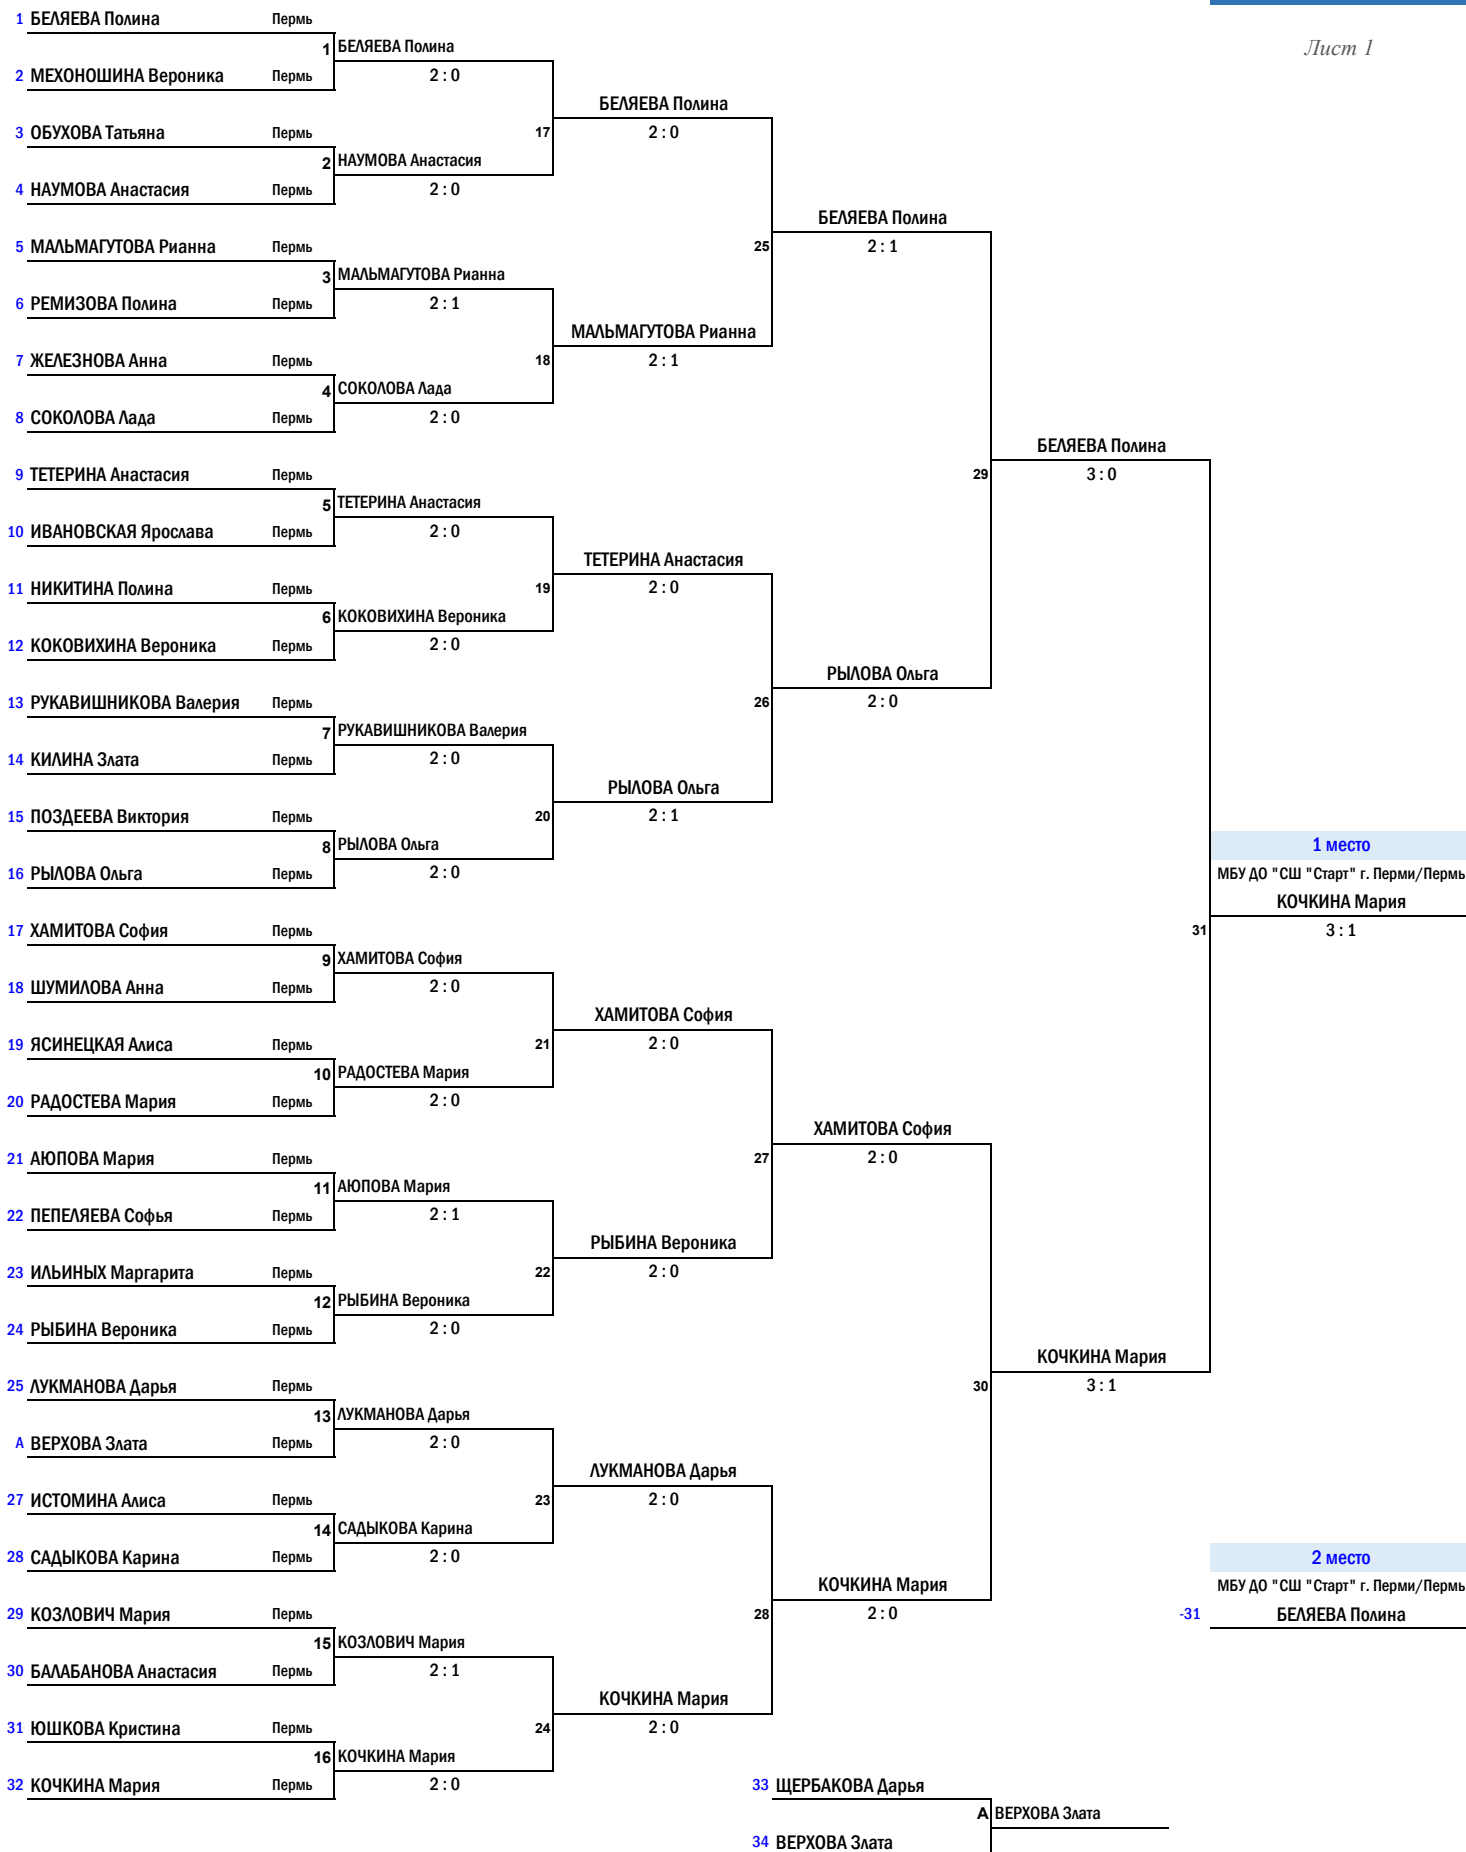 Лист 1
1 БЕЛЯЕВА Полина Пермь
1 БЕЛЯЕВА Полина
2 МЕХОНОШИНА Вероника Пермь 2 : 0
БЕЛЯЕВА Полина
3 ОБУХОВА Татьяна Пермь 17 2 : 0
2 НАУМОВА Анастасия
4 НАУМОВА Анастасия Пермь 2 : 0
БЕЛЯЕВА Полина
5 МАЛЬМАГУТОВА Рианна Пермь 25 2 : 1
3 МАЛЬМАГУТОВА Рианна
6 РЕМИЗОВА Полина Пермь 2 : 1
МАЛЬМАГУТОВА Рианна
7 ЖЕЛЕЗНОВА Анна Пермь 18 2 : 1
4 СОКОЛОВА Лада
8 СОКОЛОВА Лада Пермь 2 : 0
БЕЛЯЕВА Полина
9 ТЕТЕРИНА Анастасия Пермь 29 3 : 0
5 ТЕТЕРИНА Анастасия
10 ИВАНОВСКАЯ Ярослава Пермь 2 : 0
ТЕТЕРИНА Анастасия
11 НИКИТИНА Полина Пермь 19 2 : 0
6 КОКОВИХИНА Вероника
12 КОКОВИХИНА Вероника Пермь 2 : 0
РЫЛОВА Ольга
13 РУКАВИШНИКОВА Валерия Пермь 26 2 : 0
7 РУКАВИШНИКОВА Валерия
14 КИЛИНА Злата Пермь 2 : 0
РЫЛОВА Ольга
15 ПОЗДЕЕВА Виктория Пермь 20 2 : 1
8 РЫЛОВА Ольга 1 место
16 РЫЛОВА Ольга Пермь 2 : 0 МБУ ДО "СШ "Старт" г. Перми/Пермь
КОЧКИНА Мария
17 ХАМИТОВА София Пермь 31 3 : 1
9 ХАМИТОВА София
18 ШУМИЛОВА Анна Пермь 2 : 0
ХАМИТОВА София
19 ЯСИНЕЦКАЯ Алиса Пермь 21 2 : 0
10 РАДОСТЕВА Мария
20 РАДОСТЕВА Мария Пермь 2 : 0
ХАМИТОВА София
21 АЮПОВА Мария Пермь 27 2 : 0
11 АЮПОВА Мария
22 ПЕПЕЛЯЕВА Софья Пермь 2 : 1
РЫБИНА Вероника
23 ИЛЬИНЫХ Маргарита Пермь 22 2 : 0
12 РЫБИНА Вероника
24 РЫБИНА Вероника Пермь 2 : 0
КОЧКИНА Мария
25 ЛУКМАНОВА Дарья Пермь 30 3 : 1
13 ЛУКМАНОВА Дарья
A ВЕРХОВА Злата Пермь 2 : 0
ЛУКМАНОВА Дарья
27 ИСТОМИНА Алиса Пермь 23 2 : 0
14 САДЫКОВА Карина
28 САДЫКОВА Карина Пермь 2 : 0 2 место
КОЧКИНА Мария МБУ ДО "СШ "Старт" г. Перми/Пермь
29 КОЗЛОВИЧ Мария Пермь 28 2 : 0 -31 БЕЛЯЕВА Полина
15 КОЗЛОВИЧ Мария
30 БАЛАБАНОВА Анастасия Пермь 2 : 1
КОЧКИНА Мария
31 ЮШКОВА Кристина Пермь 24 2 : 0
16 КОЧКИНА Мария
32 КОЧКИНА Мария Пермь 2 : 0 33 ЩЕРБАКОВА Дарья
A ВЕРХОВА Злата
34 ВЕРХОВА Злата